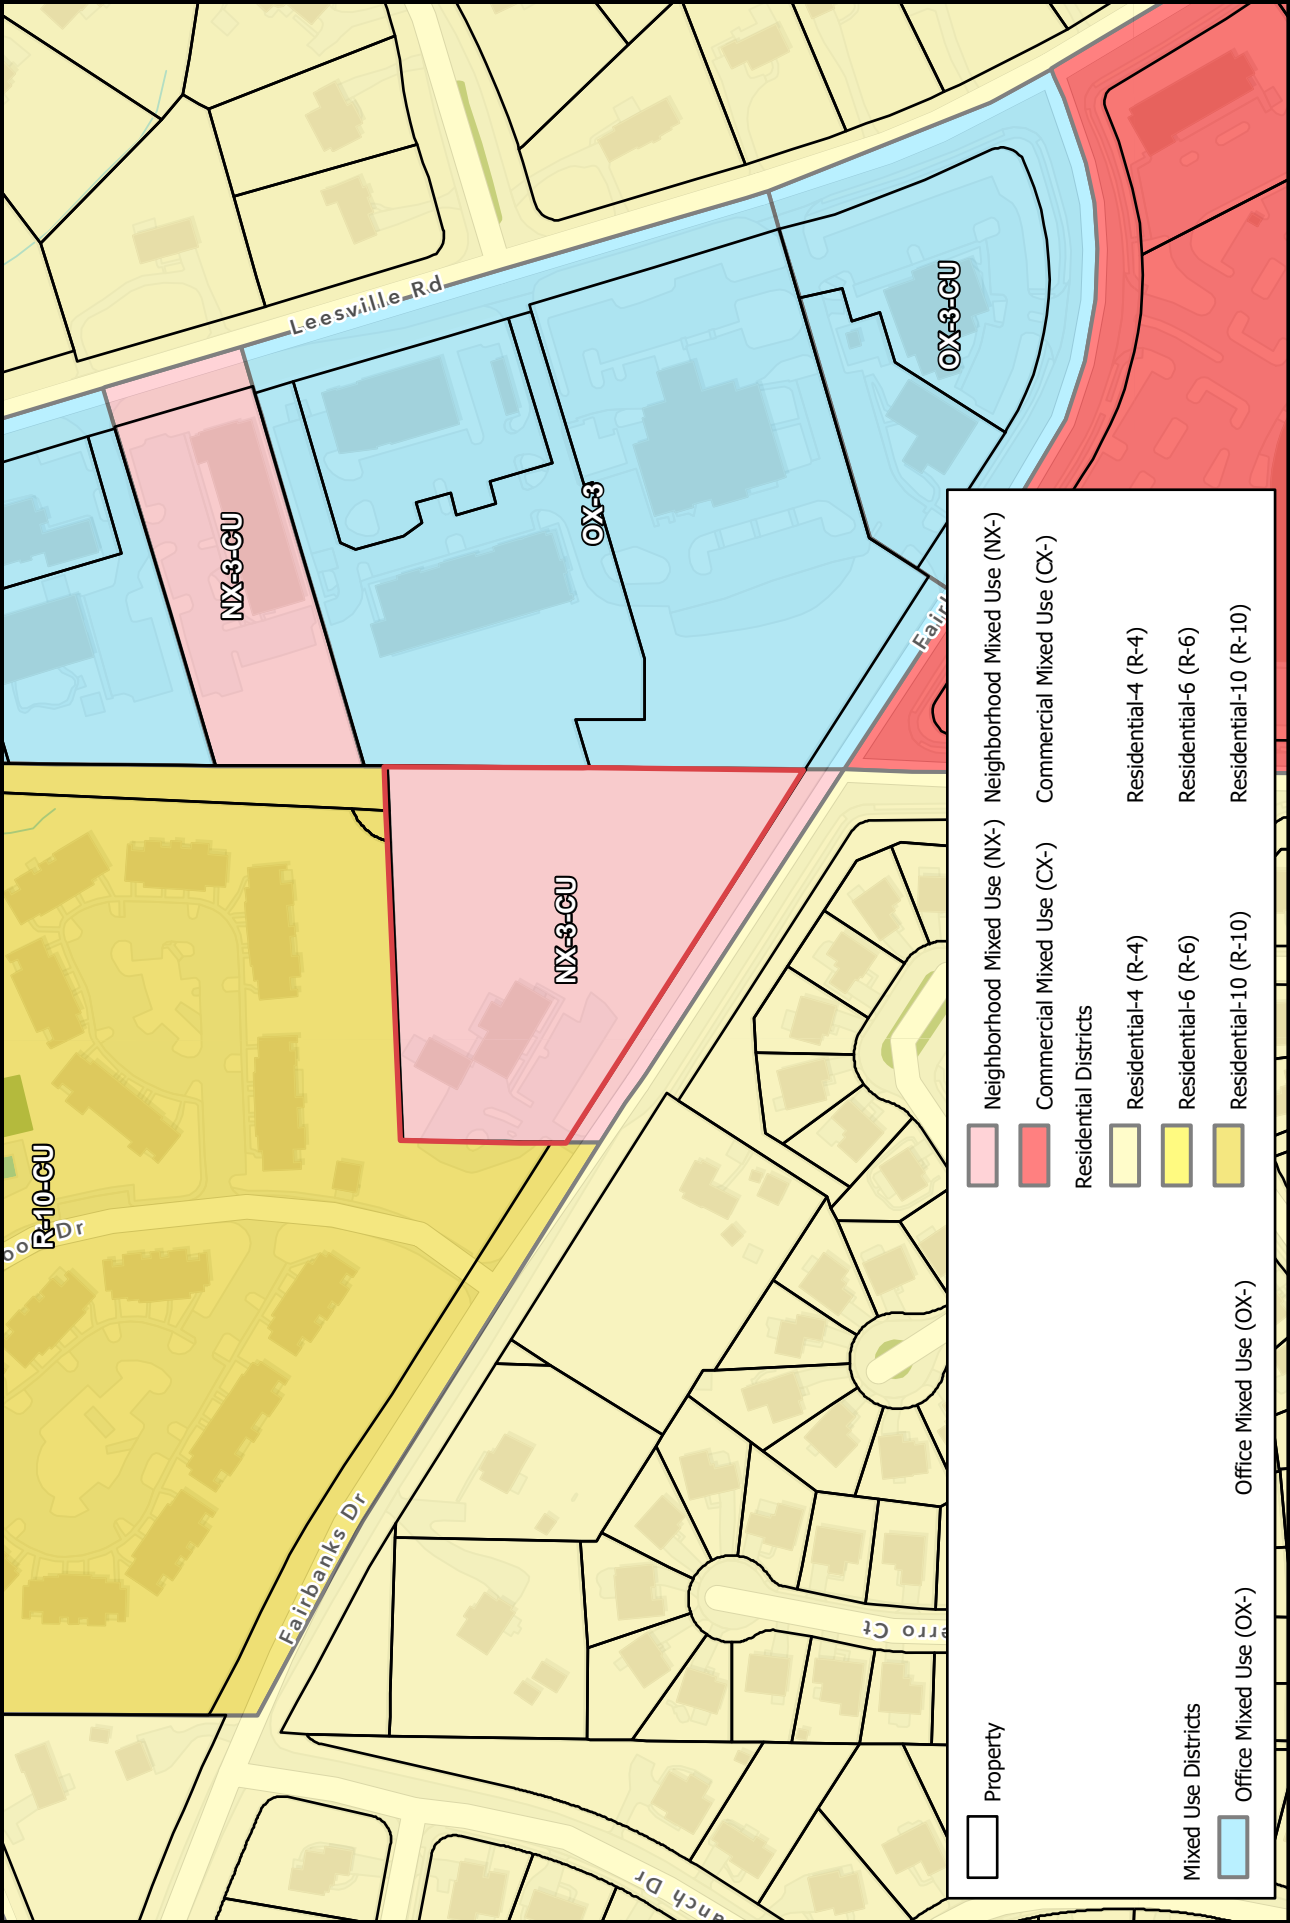 Leesville Rd
OX-3-CU
NX-3-CU
OX-3
NX-3-CU
R-10-CU
Dr
Fairbanks Dr
Ct
Dr
Property
Mixed Use Districts
Office Mixed Use (OX-)
Office Mixed Use (OX-)
Neighborhood Mixed Use (NX-)
Neighborhood Mixed Use (NX-)
Commercial Mixed Use (CX-)
Commercial Mixed Use (CX-)
Residential Districts
Residential-4 (R-4)
Residential-4 (R-4)
Residential-6 (R-6)
Residential-6 (R-6)
Residential-10 (R-10)
Residential-10 (R-10)